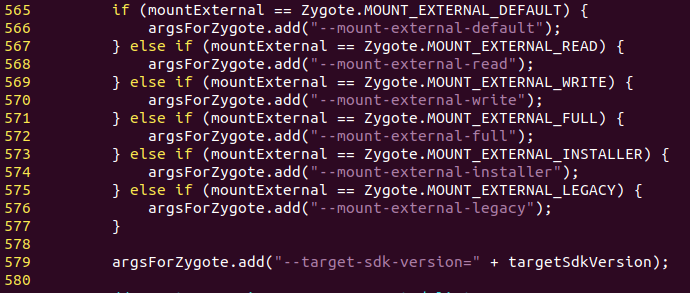 565         if (mountExternal == Zygote.MOUNT_EXTERNAL_DEFAULT) {
566             argsForZygote.add("--mount-external-default");
567         } else if (mountExternal == Zygote.MOUNT_EXTERNAL_READ) {
568             argsForZygote.add("--mount-external-read");
569         } else if (mountExternal == Zygote.MOUNT_EXTERNAL_WRITE) {
570             argsForZygote.add("--mount-external-write");
571         } else if (mountExternal == Zygote.MOUNT_EXTERNAL_FULL) {
572             argsForZygote.add("--mount-external-full");
573         } else if (mountExternal == Zygote.MOUNT_EXTERNAL_INSTALLER) {
574             argsForZygote.add("--mount-external-installer");
575         } else if (mountExternal == Zygote.MOUNT_EXTERNAL_LEGACY) {
576             argsForZygote.add("--mount-external-legacy");
577         }
578
579         argsForZygote.add("--target-sdk-version=" + targetSdkVersion);
580